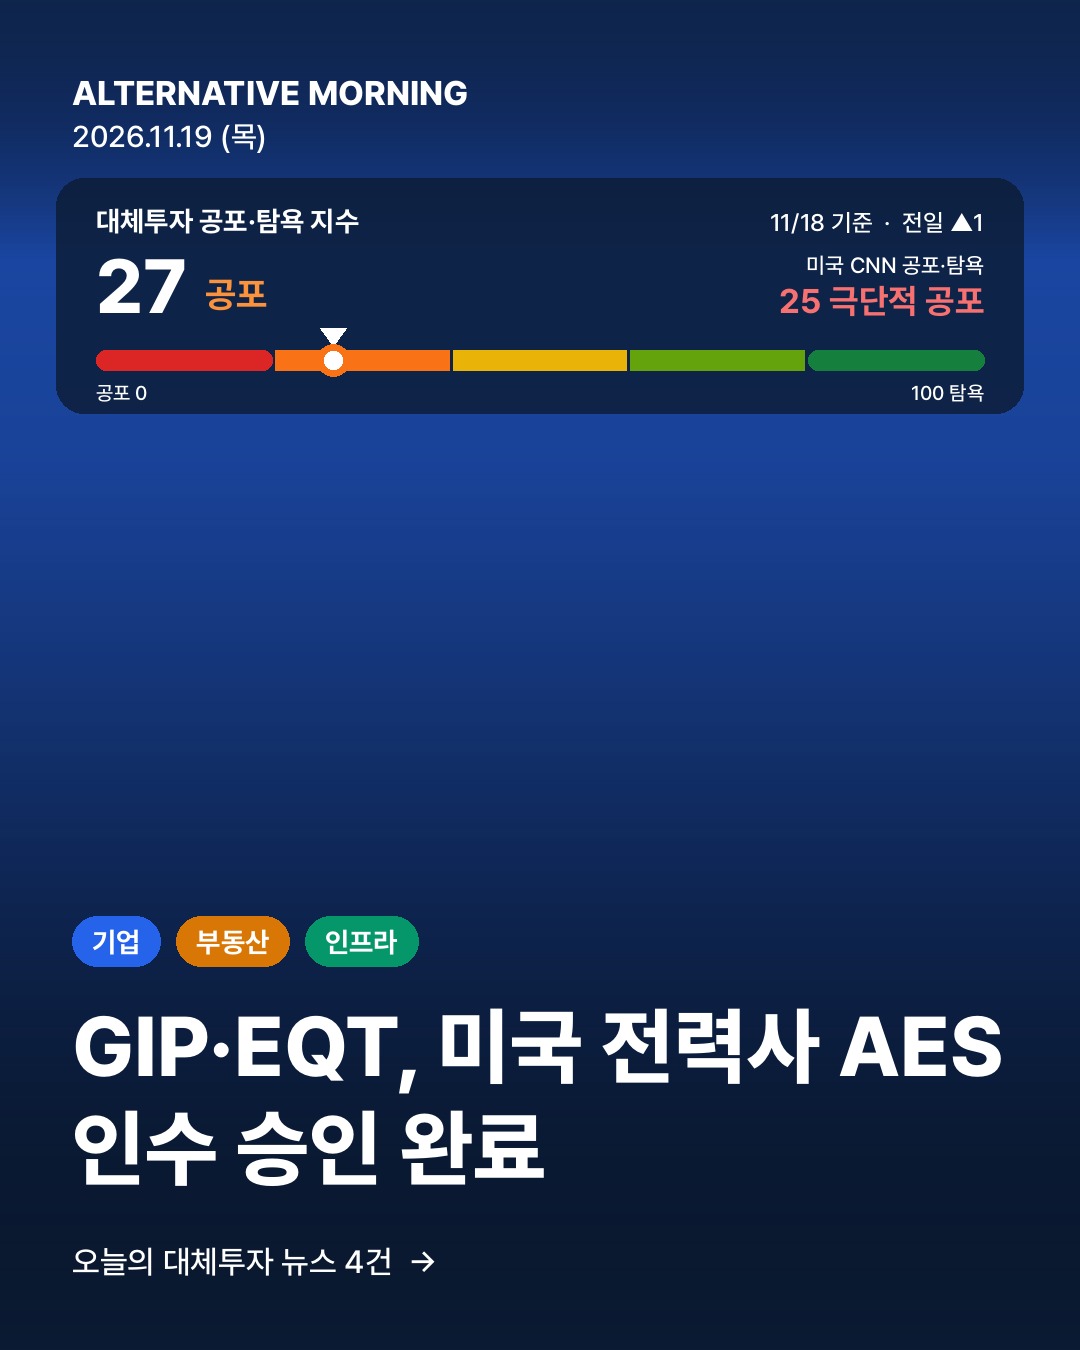 ALTERNATIVE MORNING
2026.11.19 (목)
대체투자 공포·탐욕 지수
11/18 기준 · 전일 ▲1
27 공포
미국 CNN 공포·탐욕
25 극단적 공포
공포 0
100 탐욕
기업 부동산 인프라
GIP·EQT, 미국 전력사 AES
인수 승인 완료
오늘의 대체투자 뉴스 4건 →